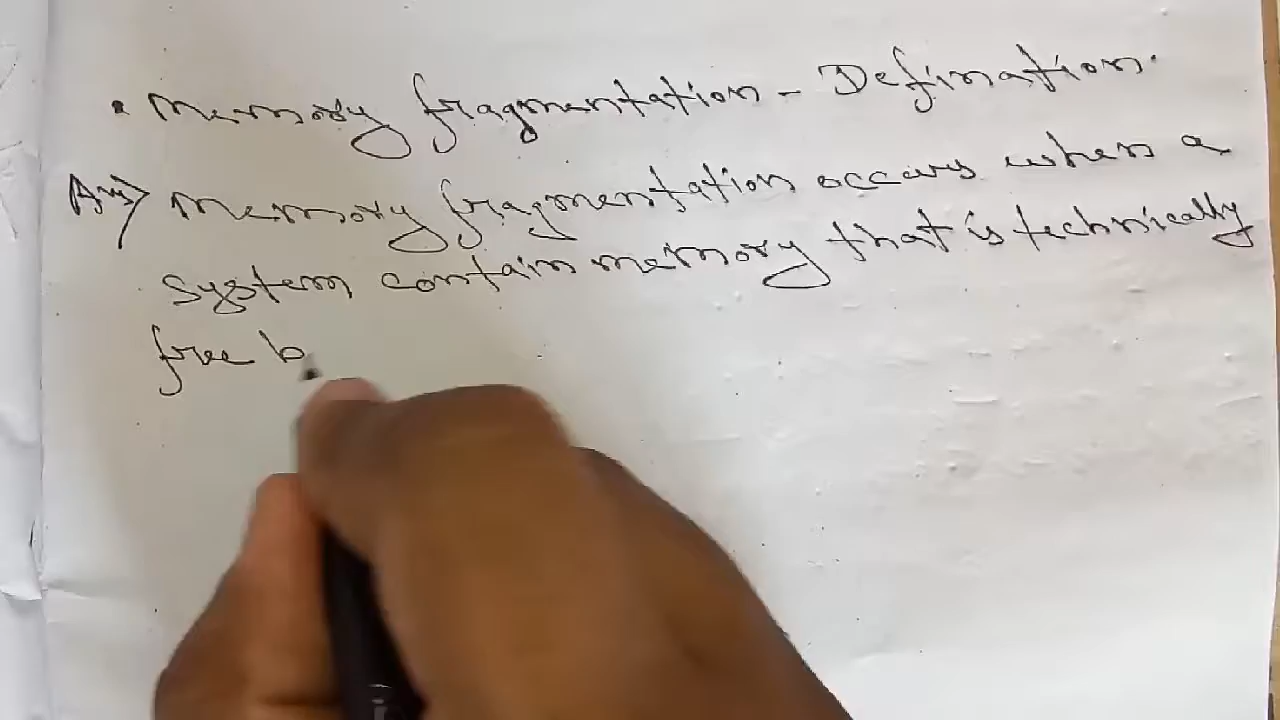 • Memory fragmentation - Defination.
Ans> Memory fragmentation occurs when a
system contain memory that is technically
free b